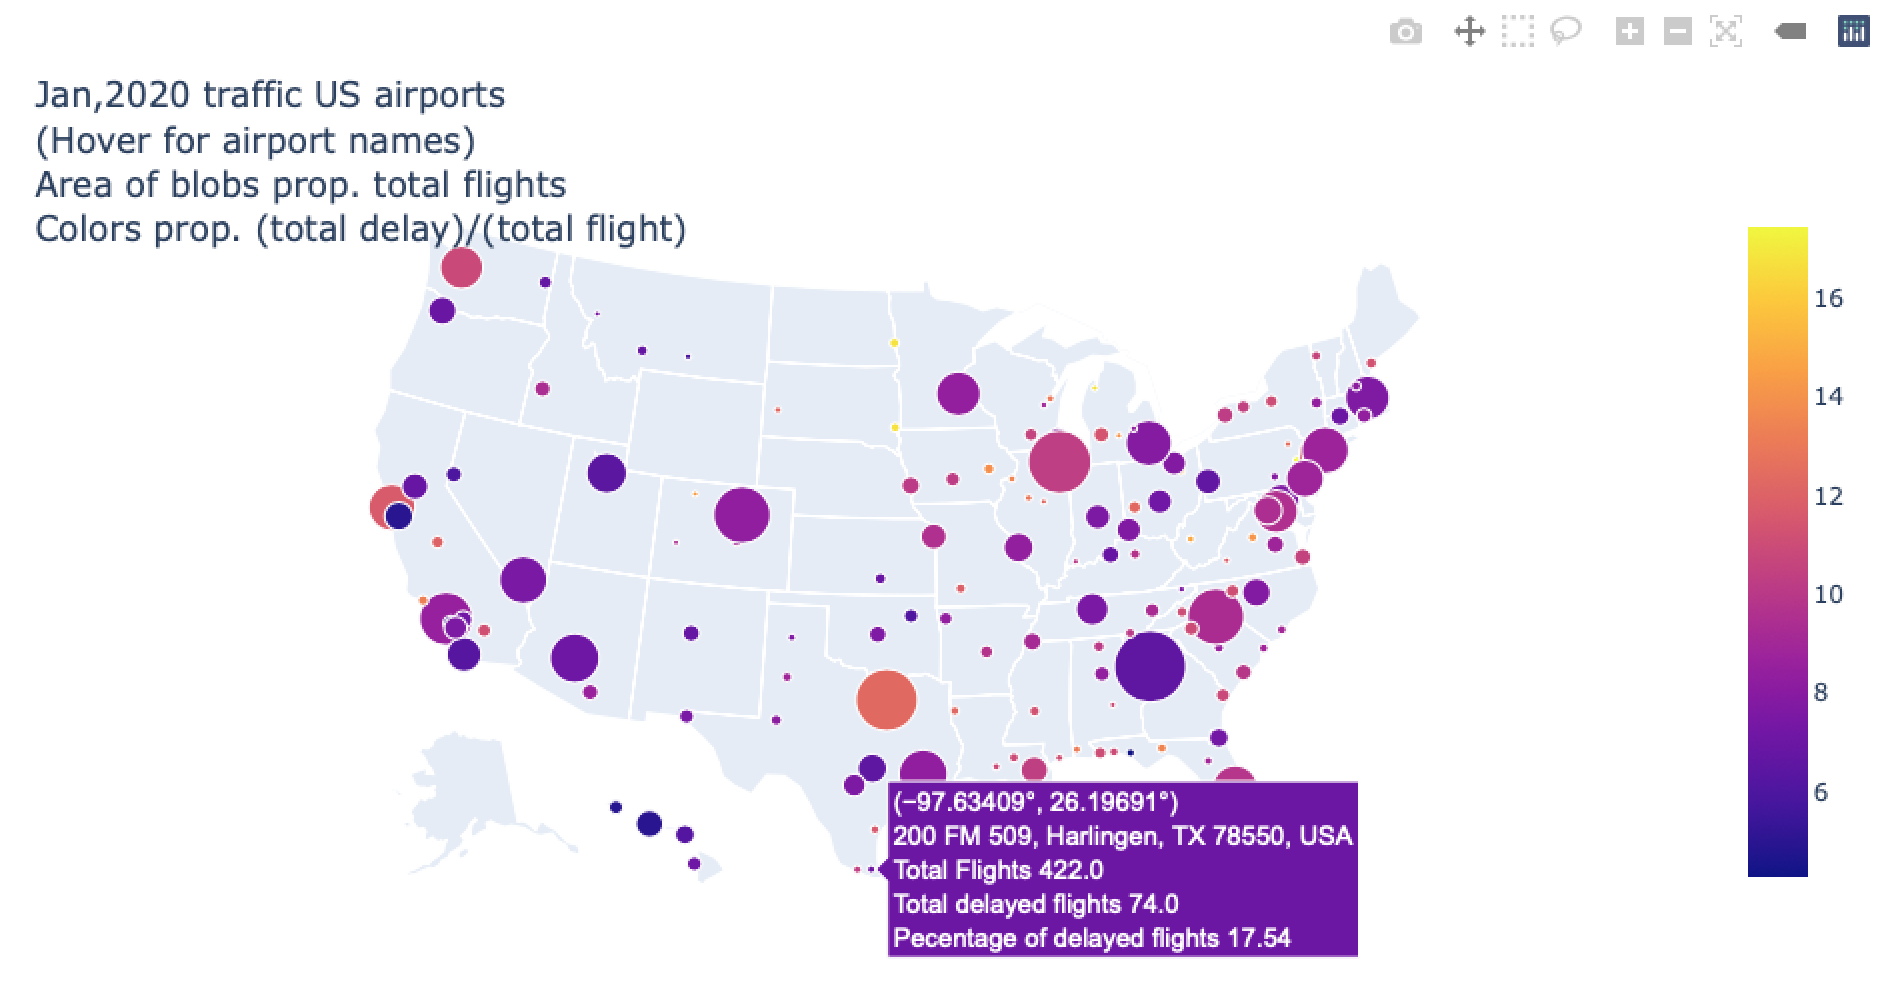 Jan,2020 traffic US airports
(Hover for airport names)
Area of blobs prop. total flights
Colors prop. (total delay)/(total flight)
16
14
12
10
8
6
(−97.63409°, 26.19691°)
200 FM 509, Harlingen, TX 78550, USA
Total Flights 422.0
Total delayed flights 74.0
Pecentage of delayed flights 17.54